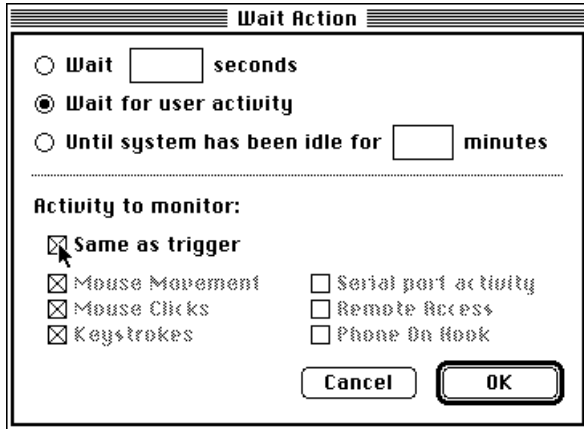 Wait Action
Wait seconds
Wait for user activity
Until system has been idle for minutes
Activity to monitor:
Same as trigger
Mouse Movement
Mouse Clicks
Keystrokes
Serial port activity
Remote Access
Phone On Hook
Cancel
OK